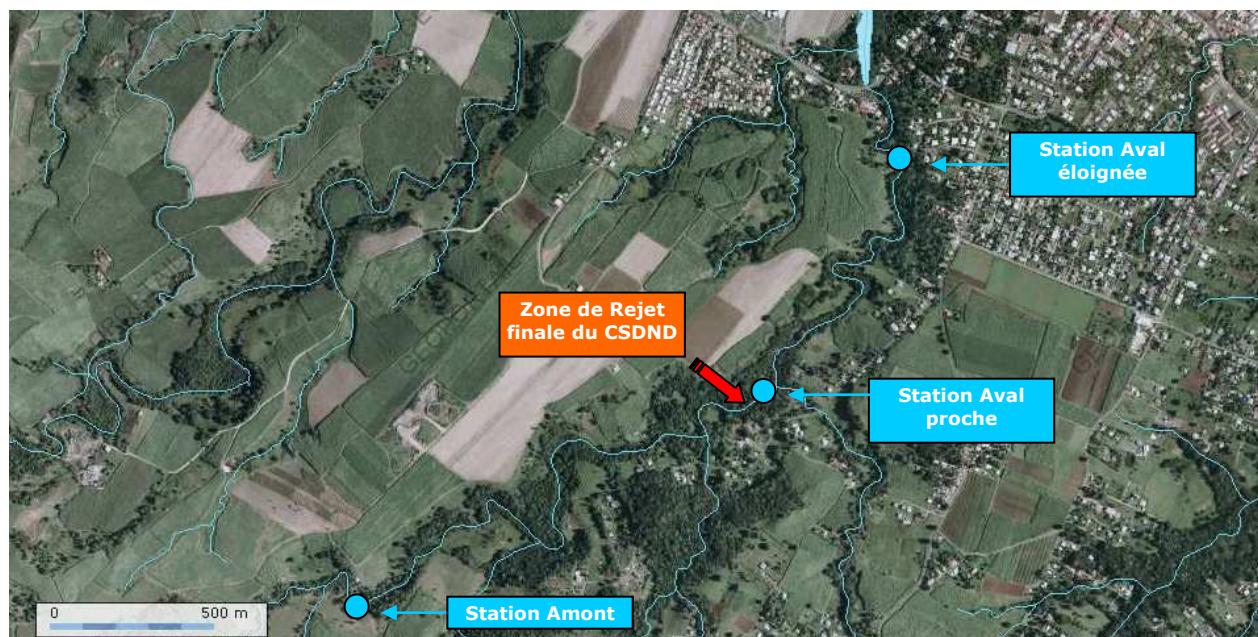 Station Aval
éloignée
Zone de Rejet
finale du CSDND
Station Aval
proche
Station Amont
0 500 m